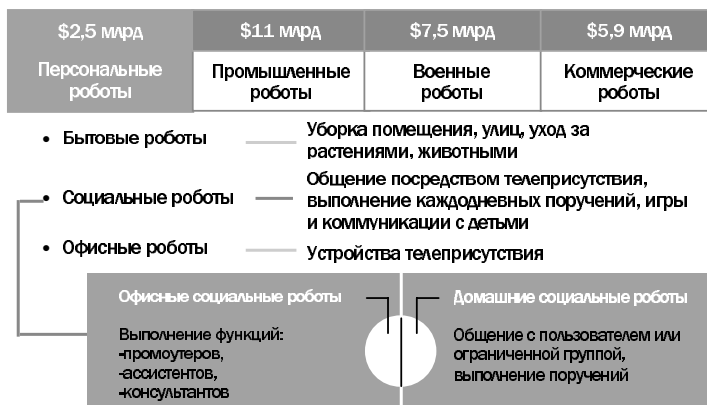 $2,5 млрд
$11 млрд
$7,5 млрд
$5,9 млрд
Персональные
роботы
Промышленные
роботы
Военные
роботы
Коммерческие
роботы
• Бытовые роботы
Уборка помещения, улиц, уход за
растениями, животными
• Социальные роботы
Общение посредством телеприсутствия,
выполнение каждодневных поручений, игры
и коммуникации с детьми
• Офисные роботы
Устройства телеприсутствия
Офисные социальные роботы
Выполнение функций:
-промоутеров,
-ассистентов,
-консультантов
Домашние социальные роботы
Общение с пользователем или
ограниченной группой,
выполнение поручений